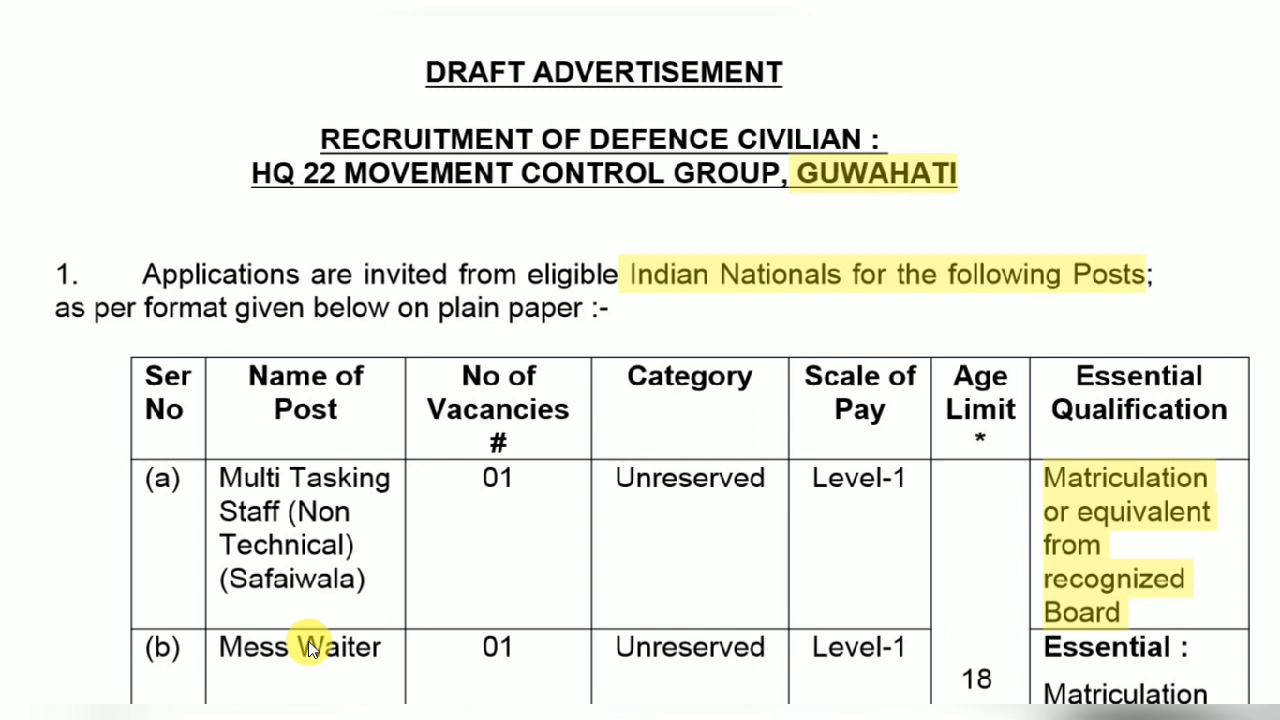 DRAFT ADVERTISEMENT
RECRUITMENT OF DEFENCE CIVILIAN :
HQ 22 MOVEMENT CONTROL GROUP, GUWAHATI
1. Applications are invited from eligible Indian Nationals for the following Posts;
as per format given below on plain paper :-
Ser No
Name of Post
No of Vacancies #
Category
Scale of Pay
Age Limit *
Essential Qualification
(a)
Multi Tasking
Staff (Non
Technical)
(Safaiwala)
01
Unreserved
Level-1
Matriculation
or equivalent
from
recognized
Board
(b)
Mess Waiter
01
Unreserved
Level-1
18
Essential :
Matriculation